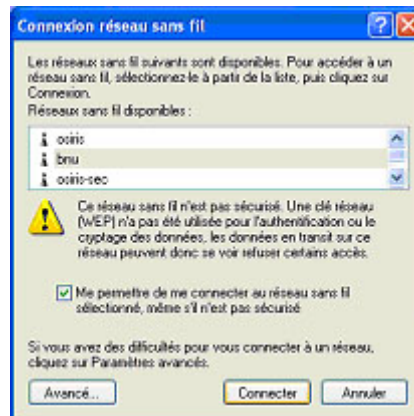 Connexion réseau sans fil
Les réseaux sans fil suivants sont disponibles. Pour accéder à un
réseau sans fil, sélectionnez-le à partir de la liste, puis cliquez sur
Connexion.
Réseaux sans fil disponibles :
osiris
bnu
osiris-sec
Ce réseau sans fil n'est pas sécurisé. Une clé réseau
(WEP) n'a pas été utilisée pour l'authentification ou le
cryptage des données, les données en transit sur ce
réseau peuvent donc se voir refuser certains accès.
Me permettre de me connecter au réseau sans fil
sélectionné, même s'il n'est pas sécurisé
Si vous avez des difficultés pour vous connecter à un réseau,
cliquez sur Paramètres avancés.
Avancé... Connecter Annuler